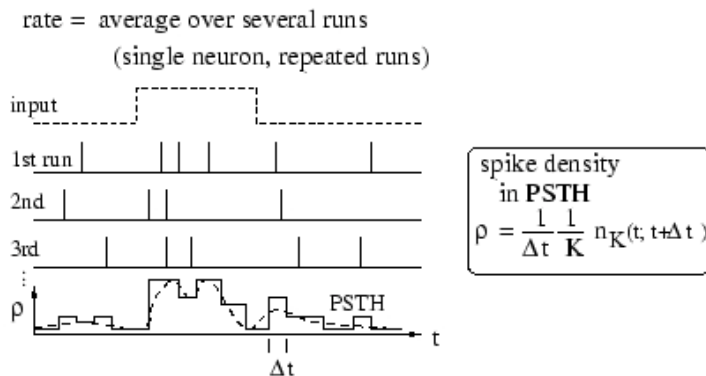 rate = average over several runs
(single neuron, repeated runs)
input
1st run
2nd
3rd
...
ρ
PSTH
t
Δt
spike density
in PSTH
ρ = 1/Δt 1/K n_K(t; t+Δt)